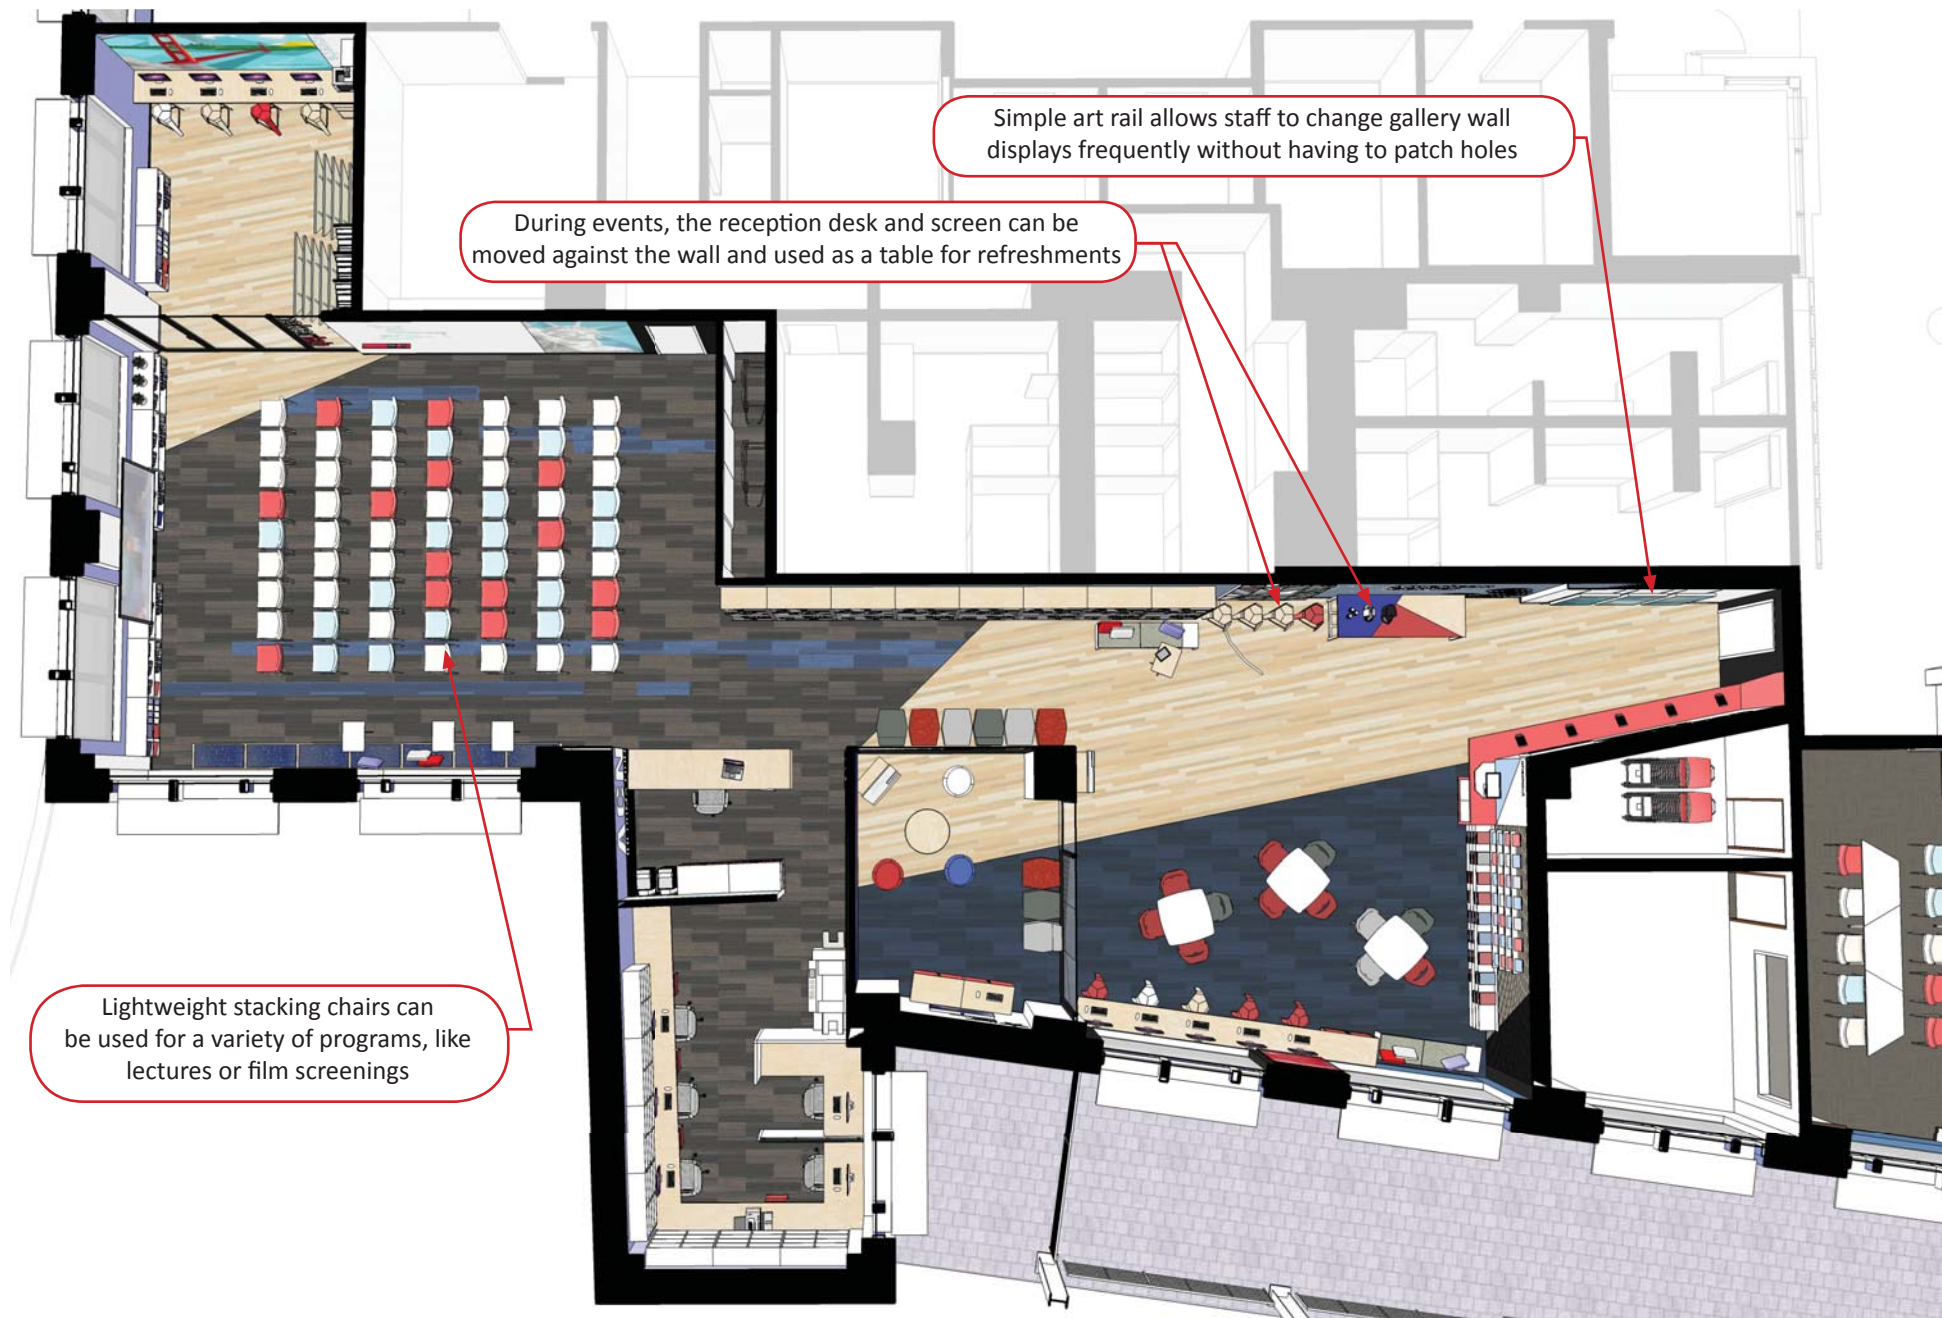 Simple art rail allows staff to change gallery wall
displays frequently without having to patch holes
During events, the reception desk and screen can be
moved against the wall and used as a table for refreshments
Lightweight stacking chairs can
be used for a variety of programs, like
lectures or film screenings